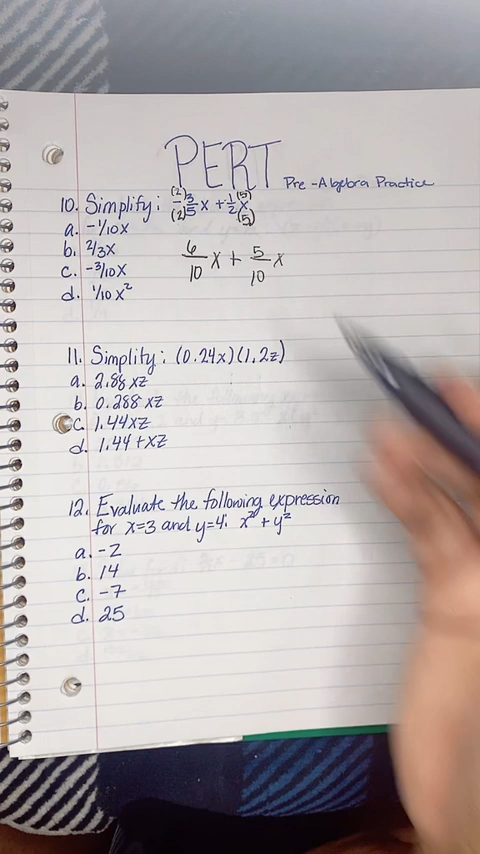 PERT
Pre-Algebra Practice
10. Simplify: (2)/(2) -3/5x + 1/2x (5)/(5)
a. -1/10x
b. 2/3x
c. -3/10x
d. 1/10x²
6/10 x + 5/10 x
11. Simplify: (0.24x)(1.2z)
a. 2.88xz
b. 0.288xz
c. 1.44xz
d. 1.44+xz
12. Evaluate the following expression
for x=3 and y=4: x² + y²
a. -2
b. 14
c. -7
d. 25